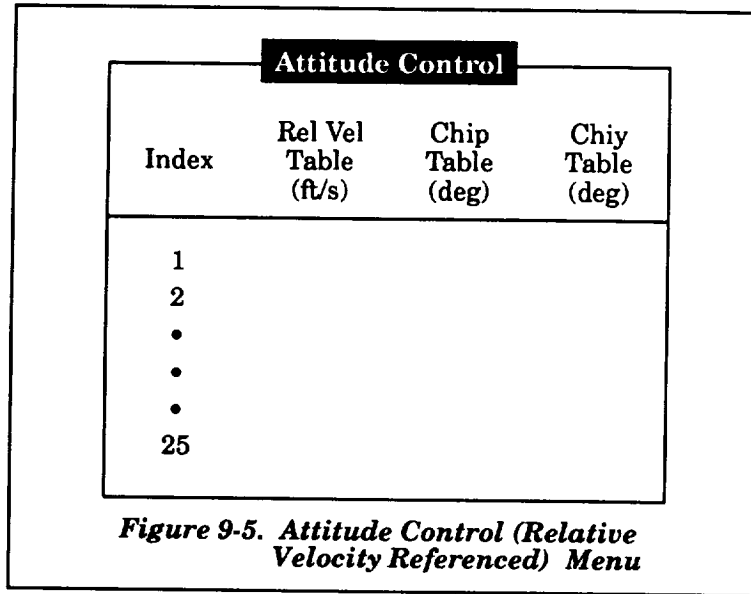 Attitude Control
Index Rel Vel Table (ft/s) Chip Table (deg) Chiy Table (deg)
1
2
•
•
•
25
Figure 9-5. Attitude Control (Relative
Velocity Referenced) Menu